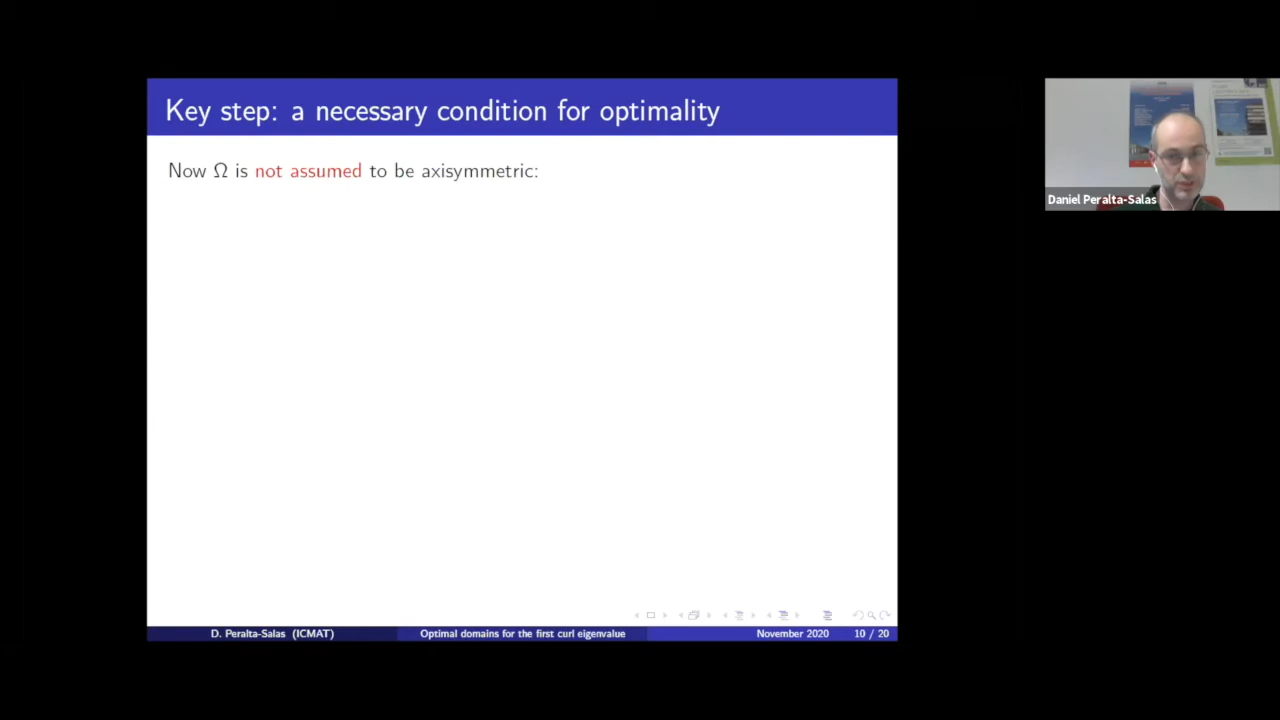 Key step: a necessary condition for optimality
Now Ω is not assumed to be axisymmetric:
Daniel Peralta-Salas
D. Peralta-Salas (ICMAT) Optimal domains for the first curl eigenvalue November 2020 10 / 20